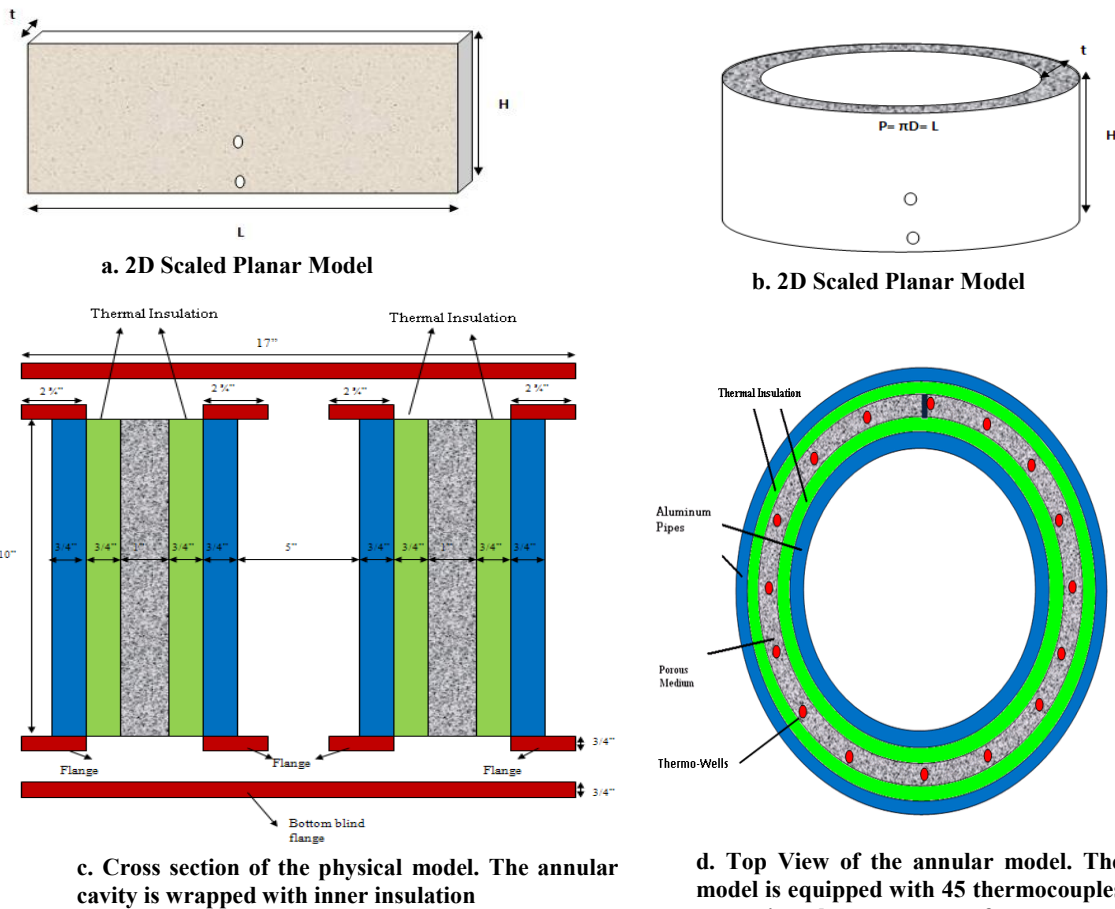 t
H
L
a. 2D Scaled Planar Model
t
P= πD= L
H
b. 2D Scaled Planar Model
Thermal Insulation
Thermal Insulation
17”
2 ¾”
2 ¾”
2 ¾”
2 ¾”
10”
3/4” 3/4” 1” 3/4” 3/4” 5” 3/4” 3/4” 1” 3/4” 3/4”
3/4”
Flange
Flange
Flange
3/4”
Bottom blind
flange
c. Cross section of the physical model. The annular
cavity is wrapped with inner insulation
Thermal Insulation
Aluminum
Pipes
Porous
Medium
Thermo-Wells
d. Top View of the annular model. The
model is equipped with 45 thermocouples